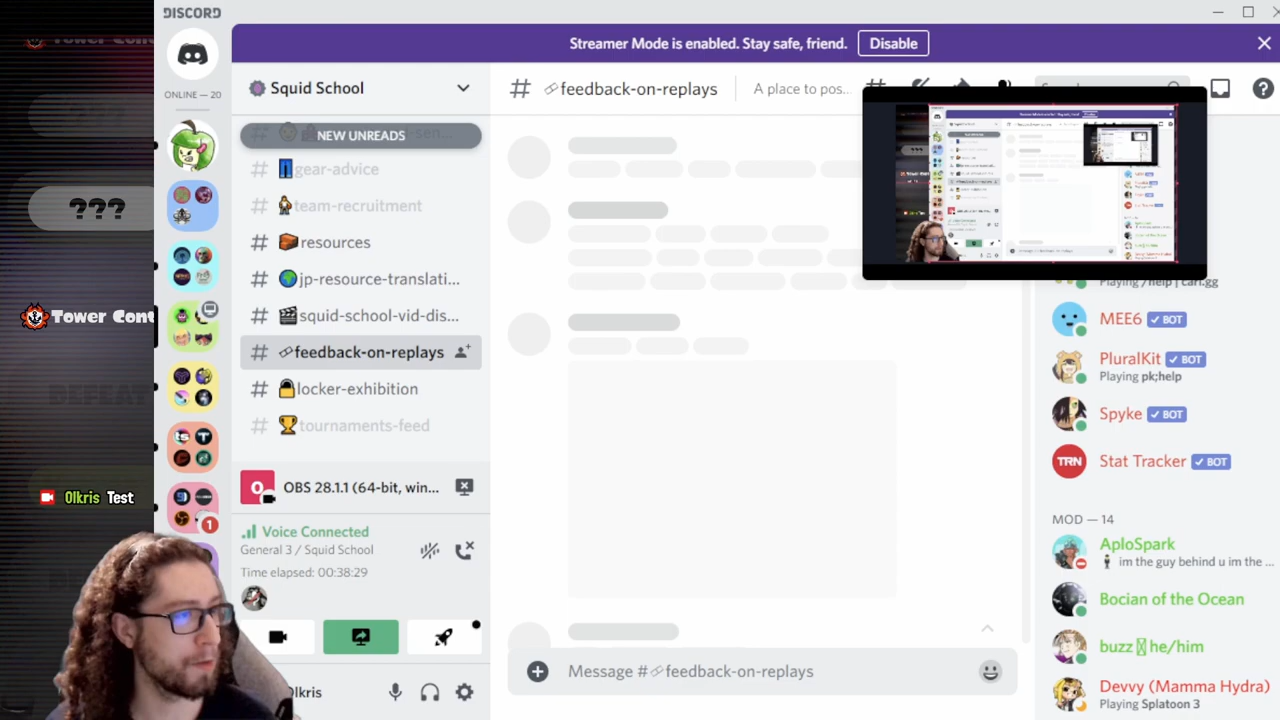 DISCORD
Streamer Mode is enabled. Stay safe, friend.
Disable
ONLINE — 20
Squid School
NEW UNREADS
gear-advice
team-recruitment
resources
jp-resource-translati...
squid-school-vid-dis...
feedback-on-replays
locker-exhibition
tournaments-feed
OBS 28.1.1 (64-bit, win...
Voice Connected
General 3 / Squid School
Time elapsed: 00:38:29
Olkris
feedback-on-replays
A place to pos...
Message #feedback-on-replays
Playing /help | carl.gg
MEE6 ✓ BOT
PluralKit ✓ BOT
Playing pk;help
Spyke ✓ BOT
TRN
Stat Tracker ✓ BOT
MOD — 14
AploSpark
im the guy behind u im the ...
Bocian of the Ocean
buzz he/him
Devvy (Mamma Hydra)
Playing Splatoon 3
???
Tower Cont
DEFEAT
Olkris Test
1